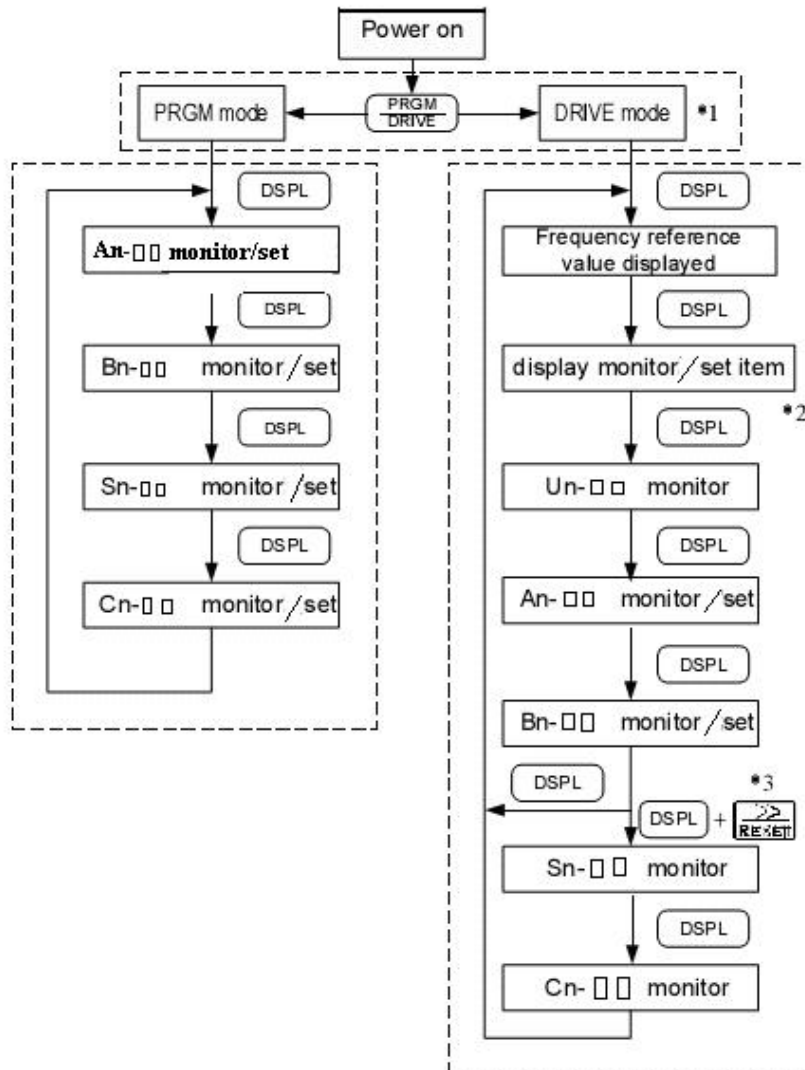 Power on
PRGM mode
PRGM
DRIVE
DRIVE mode *1
DSPL
An-□□ monitor/set
DSPL
Bn-□□ monitor/set
DSPL
Sn-□□ monitor/set
DSPL
Cn-□□ monitor/set
DSPL
Frequency reference
value displayed
DSPL
display monitor/set item
*2
DSPL
Un-□□ monitor
DSPL
An-□□ monitor/set
DSPL
Bn-□□ monitor/set
DSPL
*3
DSPL + >>
RESET
Sn-□□ monitor
DSPL
Cn-□□ monitor